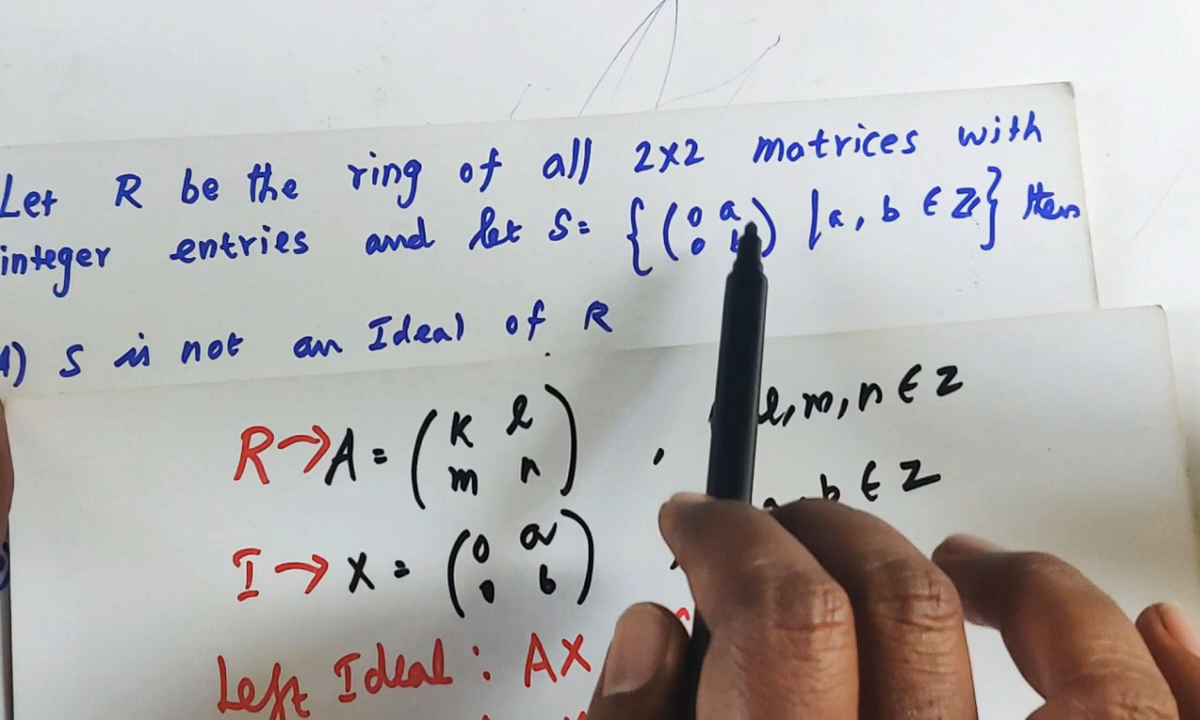 Let R be the ring of all 2x2 matrices with
integer entries and let S= { ( 0 a 0 b ) | a, b ∈ Z } then
1) S is not an Ideal of R
R → A = ( k l m n ) , l, m, n ∈ Z
I → X = ( 0 a 0 b ) b ∈ Z
Left Ideal : AX